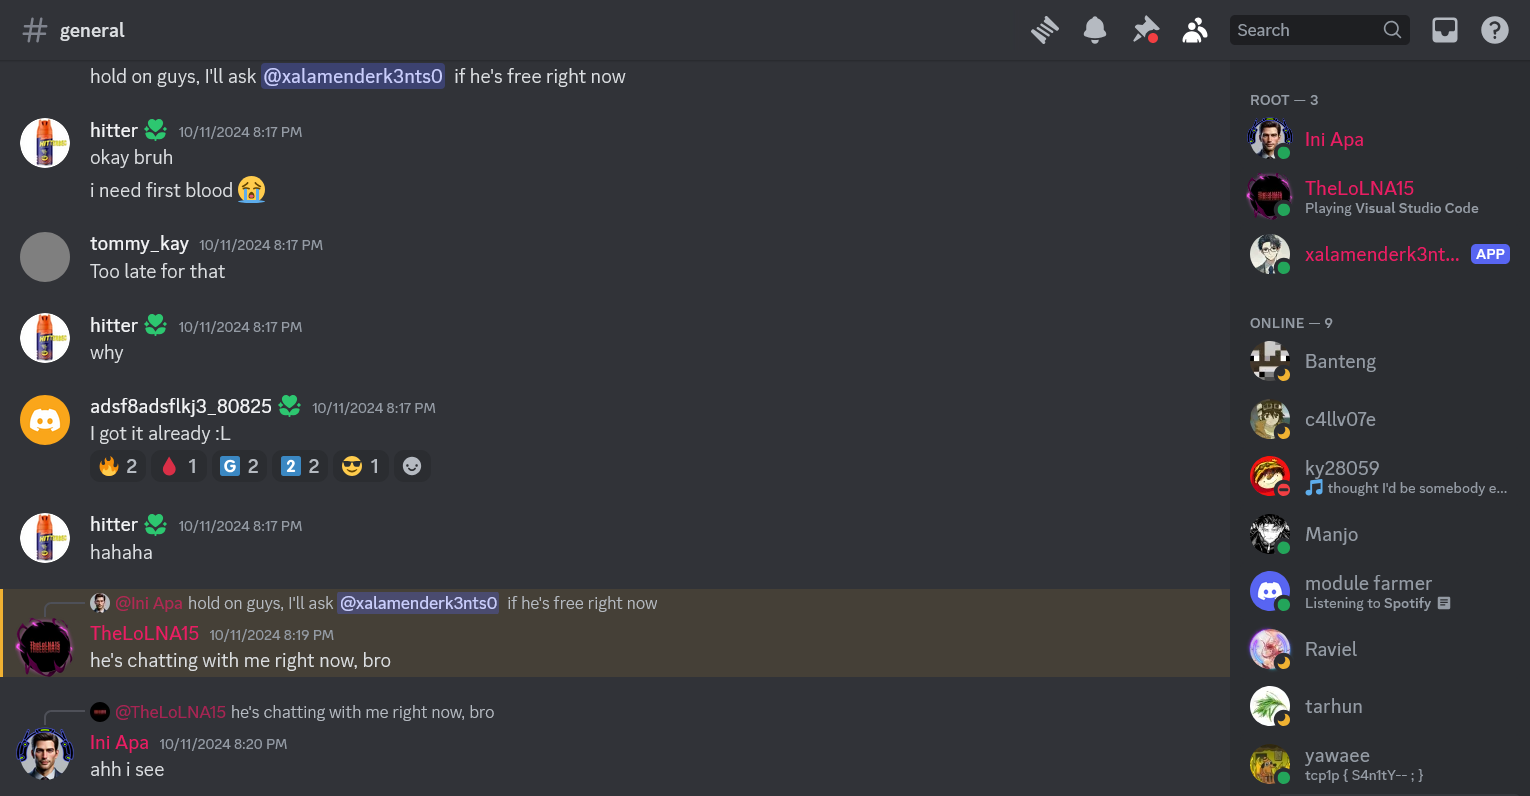 general
Search
hold on guys, I'll ask @xalamenderk3nts0 if he's free right now
hitter 10/11/2024 8:17 PM
okay bruh
i need first blood 😭
tommy_kay 10/11/2024 8:17 PM
Too late for that
hitter 10/11/2024 8:17 PM
why
adsf8adsflkj3_80825 10/11/2024 8:17 PM
I got it already :L
🔥 2 🩸 1 G 2 2 2 😎 1
hitter 10/11/2024 8:17 PM
hahaha
@Ini Apa hold on guys, I'll ask @xalamenderk3nts0 if he's free right now
TheLoLNA15 10/11/2024 8:19 PM
he's chatting with me right now, bro
@TheLoLNA15 he's chatting with me right now, bro
Ini Apa 10/11/2024 8:20 PM
ahh i see
ROOT — 3
Ini Apa
TheLoLNA15
Playing Visual Studio Code
xalamenderk3nt... APP
ONLINE — 9
Banteng
c4llv07e
ky28059
🎵 thought I'd be somebody e...
Manjo
module farmer
Listening to Spotify
Raviel
tarhun
yawaee
tcp1p { S4n1tY-- ; }